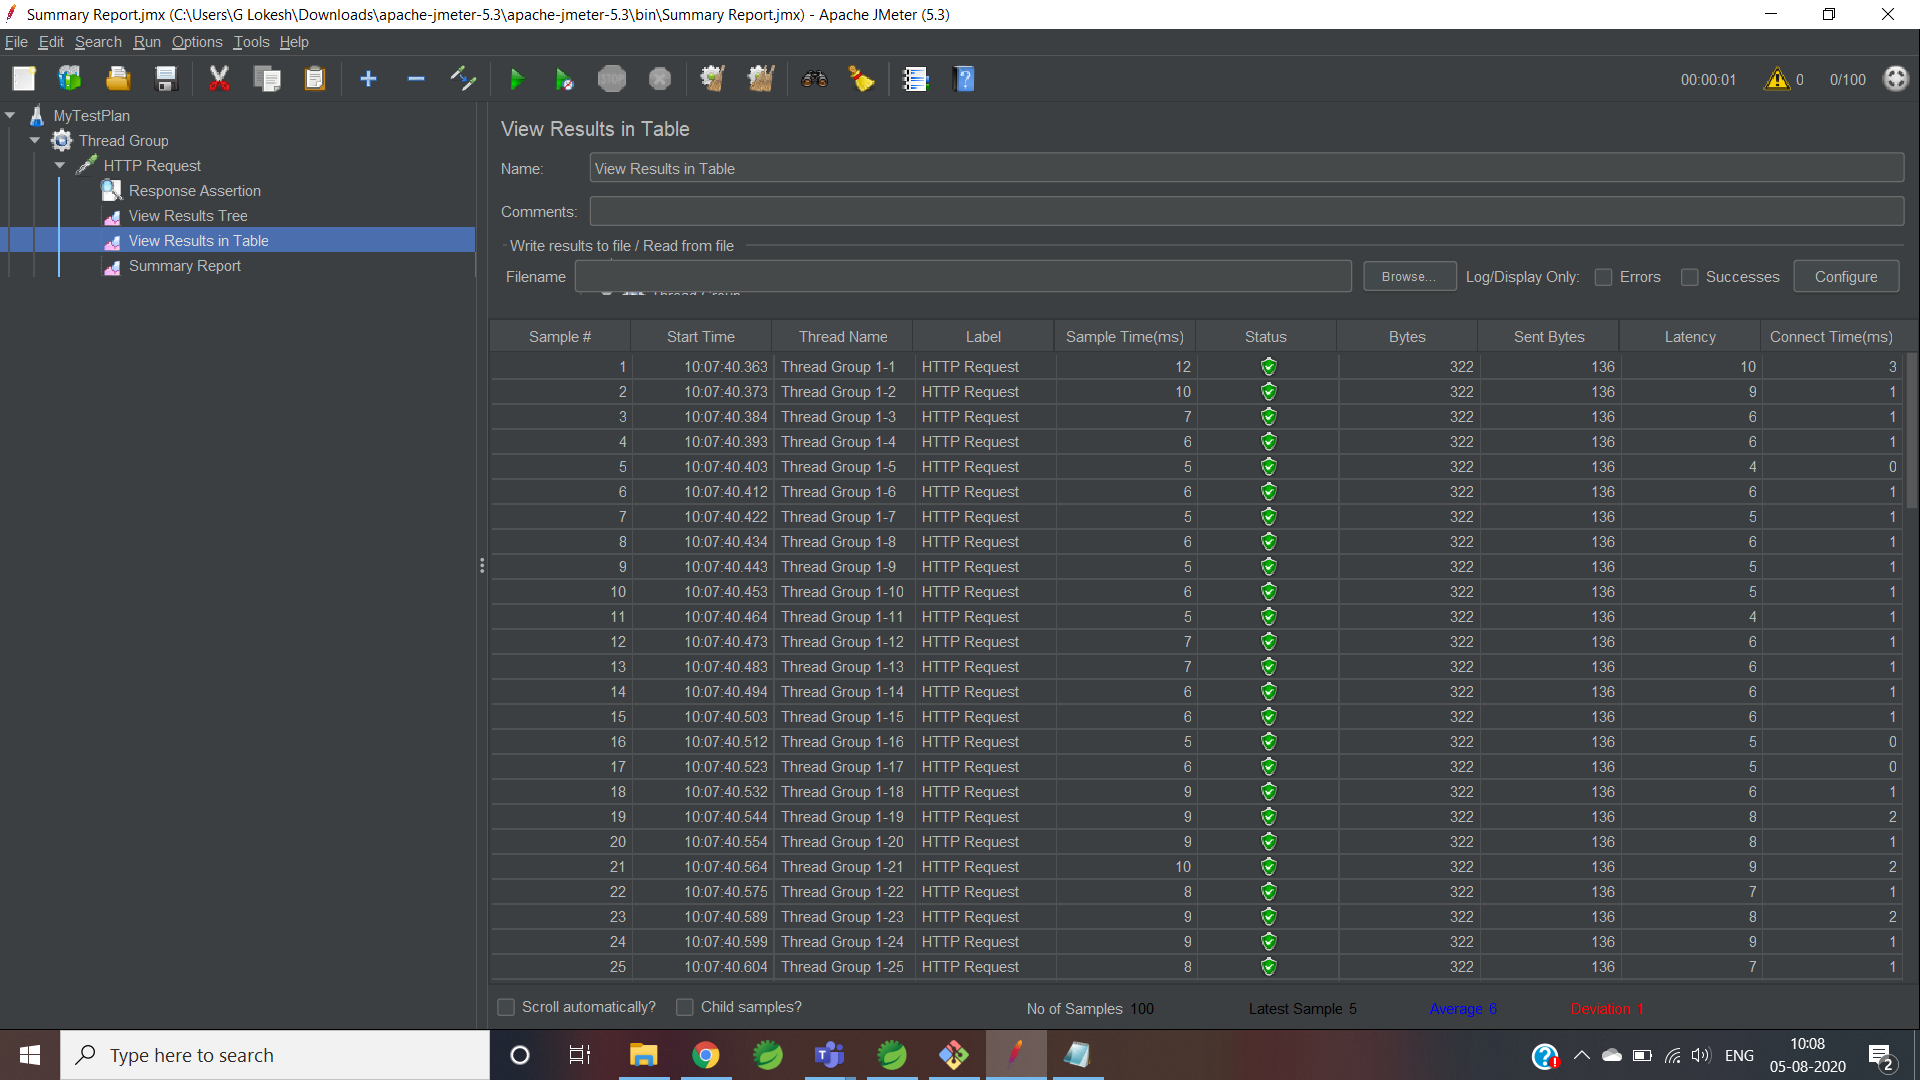 Summary Report.jmx (C:\Users\G Lokesh\Downloads\apache-jmeter-5.3\apache-jmeter-5.3\bin\Summary Report.jmx) - Apache JMeter (5.3)
File Edit Search Run Options Tools Help
STOP 00:00:01 0 0/100
MyTestPlan
Thread Group
HTTP Request
Response Assertion
View Results Tree
View Results in Table
Summary Report
View Results in Table
Name: View Results in Table
Comments:
Write results to file / Read from file
Filename Browse... Log/Display Only: Errors Successes Configure
Thread Group
Sample # Start Time Thread Name Label Sample Time(ms) Status Bytes Sent Bytes Latency Connect Time(ms)
1 10:07:40.363 Thread Group 1-1 HTTP Request 12 322 136 10 3
2 10:07:40.373 Thread Group 1-2 HTTP Request 10 322 136 9 1
3 10:07:40.384 Thread Group 1-3 HTTP Request 7 322 136 6 1
4 10:07:40.393 Thread Group 1-4 HTTP Request 6 322 136 6 1
5 10:07:40.403 Thread Group 1-5 HTTP Request 5 322 136 4 0
6 10:07:40.412 Thread Group 1-6 HTTP Request 6 322 136 6 1
7 10:07:40.422 Thread Group 1-7 HTTP Request 5 322 136 5 1
8 10:07:40.434 Thread Group 1-8 HTTP Request 6 322 136 6 1
9 10:07:40.443 Thread Group 1-9 HTTP Request 5 322 136 5 1
10 10:07:40.453 Thread Group 1-10 HTTP Request 6 322 136 5 1
11 10:07:40.464 Thread Group 1-11 HTTP Request 5 322 136 4 1
12 10:07:40.473 Thread Group 1-12 HTTP Request 7 322 136 6 1
13 10:07:40.483 Thread Group 1-13 HTTP Request 7 322 136 6 1
14 10:07:40.494 Thread Group 1-14 HTTP Request 6 322 136 6 1
15 10:07:40.503 Thread Group 1-15 HTTP Request 6 322 136 6 1
16 10:07:40.512 Thread Group 1-16 HTTP Request 5 322 136 5 0
17 10:07:40.523 Thread Group 1-17 HTTP Request 6 322 136 5 0
18 10:07:40.532 Thread Group 1-18 HTTP Request 9 322 136 6 1
19 10:07:40.544 Thread Group 1-19 HTTP Request 9 322 136 8 2
20 10:07:40.554 Thread Group 1-20 HTTP Request 9 322 136 8 1
21 10:07:40.564 Thread Group 1-21 HTTP Request 10 322 136 9 2
22 10:07:40.575 Thread Group 1-22 HTTP Request 8 322 136 7 1
23 10:07:40.589 Thread Group 1-23 HTTP Request 9 322 136 8 2
24 10:07:40.599 Thread Group 1-24 HTTP Request 9 322 136 9 1
25 10:07:40.604 Thread Group 1-25 HTTP Request 8 322 136 7 1
Scroll automatically? Child samples? No of Samples 100 Latest Sample 5 Average 6 Deviation 1
Type here to search ENG 10:08
05-08-2020 2